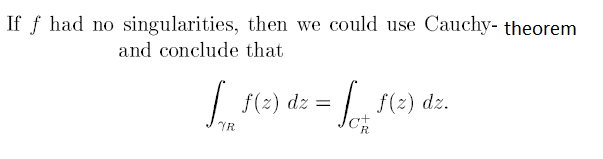 If f had no singularities, then we could use Cauchy- theorem
and conclude that
∫_{γ_R} f(z) dz = ∫_{C_R^+} f(z) dz.